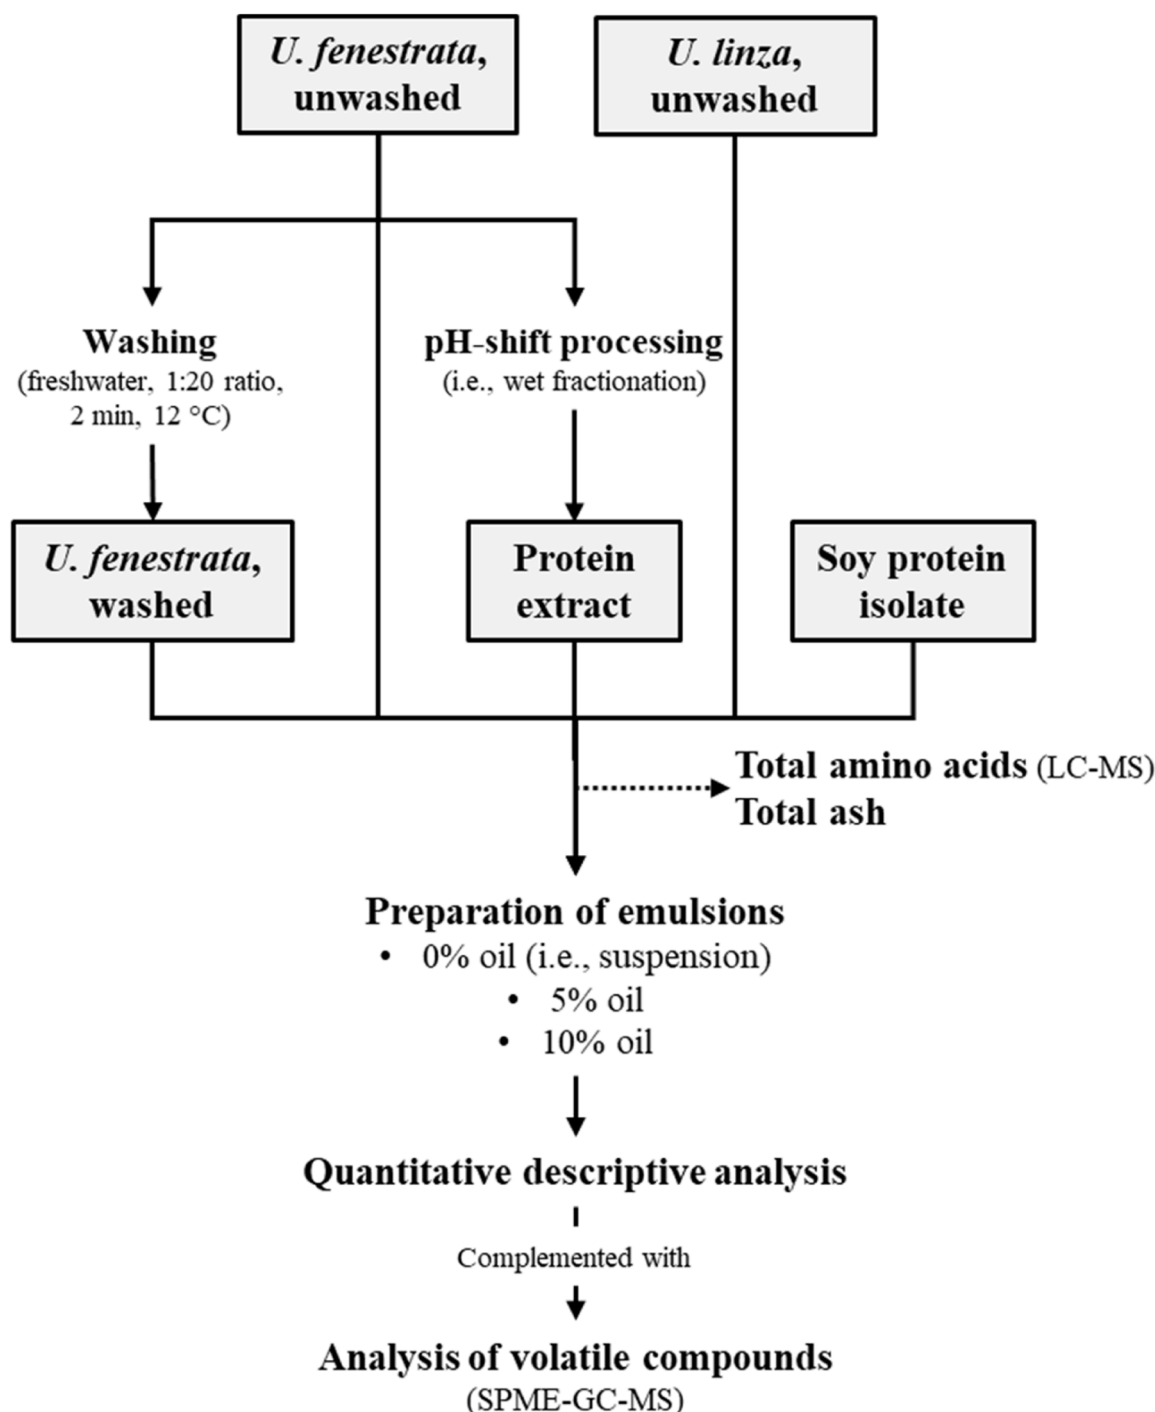 U. fenestrata,
unwashed
U. linza,
unwashed
Washing
(freshwater, 1:20 ratio,
2 min, 12 °C)
pH-shift processing
(i.e., wet fractionation)
U. fenestrata,
washed
Protein
extract
Soy protein
isolate
Total amino acids (LC-MS)
Total ash
Preparation of emulsions
• 0% oil (i.e., suspension)
• 5% oil
• 10% oil
Quantitative descriptive analysis
Complemented with
Analysis of volatile compounds
(SPME-GC-MS)